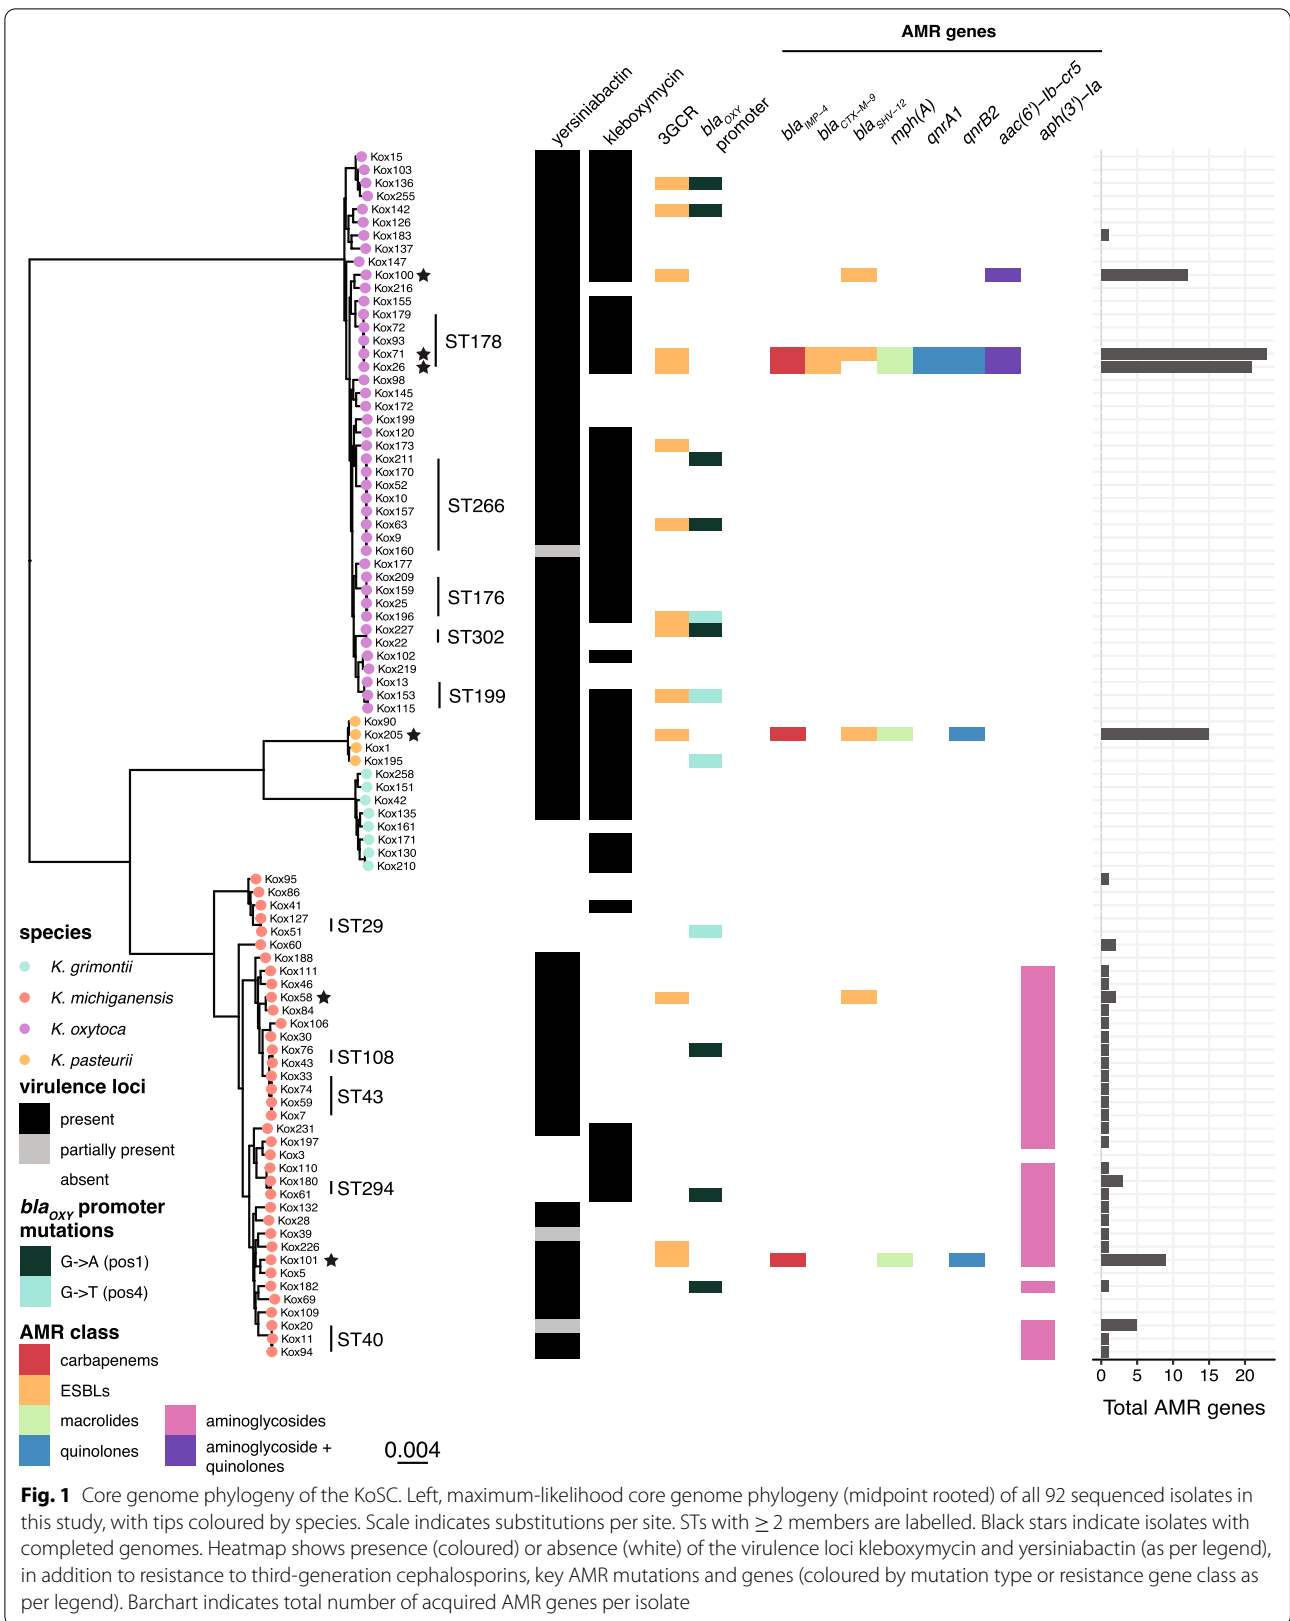 AMR genes
yersiniabactin
kleboxymycin
3GCR
blaOXY promoter
blaIMP–4
blaCTX–M–9
blaSHV–12
mph(A)
qnrA1
qnrB2
aac(6')–Ib–cr5
aph(3')–Ia
Kox15
Kox103
Kox136
Kox255
Kox142
Kox126
Kox183
Kox137
Kox147
Kox100
Kox216
Kox155
Kox179
Kox72
Kox93
Kox71
Kox26
ST178
Kox98
Kox145
Kox172
Kox199
Kox120
Kox173
Kox211
Kox170
Kox52
Kox10
Kox157
Kox63
Kox9
Kox160
ST266
Kox177
Kox209
Kox159
Kox25
Kox196
ST176
Kox227
Kox22
ST302
Kox102
Kox219
Kox13
Kox153
Kox115
ST199
Kox90
Kox205
Kox1
Kox195
Kox258
Kox151
Kox42
Kox135
Kox161
Kox171
Kox130
Kox210
Kox95
Kox86
Kox41
Kox127
Kox51
ST29
Kox60
Kox188
Kox111
Kox46
Kox58
Kox84
Kox106
Kox30
Kox76
Kox43
ST108
Kox33
Kox74
Kox59
Kox7
ST43
Kox231
Kox197
Kox3
Kox110
Kox180
Kox61
ST294
Kox132
Kox28
Kox39
Kox226
Kox101
Kox5
Kox182
Kox69
Kox109
Kox20
Kox11
Kox94
ST40
species
K. grimontii
K. michiganensis
K. oxytoca
K. pasteurii
virulence loci
present
partially present
absent
blaOXY promoter
mutations
G->A (pos1)
G->T (pos4)
AMR class
carbapenems
ESBLs
macrolides
quinolones
aminoglycosides
aminoglycoside +
quinolones
0.004
0 5 10 15 20
Total AMR genes
Fig. 1 Core genome phylogeny of the KoSC. Left, maximum-likelihood core genome phylogeny (midpoint rooted) of all 92 sequenced isolates in
this study, with tips coloured by species. Scale indicates substitutions per site. STs with ≥ 2 members are labelled. Black stars indicate isolates with
completed genomes. Heatmap shows presence (coloured) or absence (white) of the virulence loci kleboxymycin and yersiniabactin (as per legend),
in addition to resistance to third-generation cephalosporins, key AMR mutations and genes (coloured by mutation type or resistance gene class as
per legend). Barchart indicates total number of acquired AMR genes per isolate